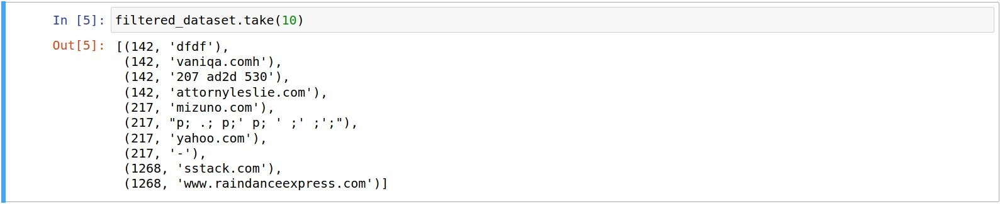 In [5]: filtered_dataset.take(10)
Out[5]: [(142, 'dfdf'),
(142, 'vaniqa.comh'),
(142, '207 ad2d 530'),
(142, 'attornyleslie.com'),
(217, 'mizuno.com'),
(217, "p; .; p;' p; ' ;' ;';"),
(217, 'yahoo.com'),
(217, '-'),
(1268, 'sstack.com'),
(1268, 'www.raindanceexpress.com')]